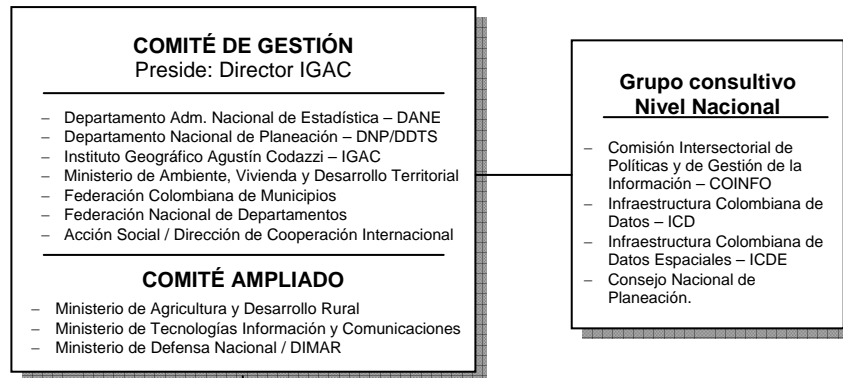 COMITÉ DE GESTIÓN
Preside: Director IGAC
– Departamento Adm. Nacional de Estadística – DANE
– Departamento Nacional de Planeación – DNP/DDTS
– Instituto Geográfico Agustín Codazzi – IGAC
– Ministerio de Ambiente, Vivienda y Desarrollo Territorial
– Federación Colombiana de Municipios
– Federación Nacional de Departamentos
– Acción Social / Dirección de Cooperación Internacional
COMITÉ AMPLIADO
– Ministerio de Agricultura y Desarrollo Rural
– Ministerio de Tecnologías Información y Comunicaciones
– Ministerio de Defensa Nacional / DIMAR
Grupo consultivo
Nivel Nacional
– Comisión Intersectorial de
Políticas y de Gestión de la
Información – COINFO
– Infraestructura Colombiana de
Datos – ICD
– Infraestructura Colombiana de
Datos Espaciales – ICDE
– Consejo Nacional de
Planeación.